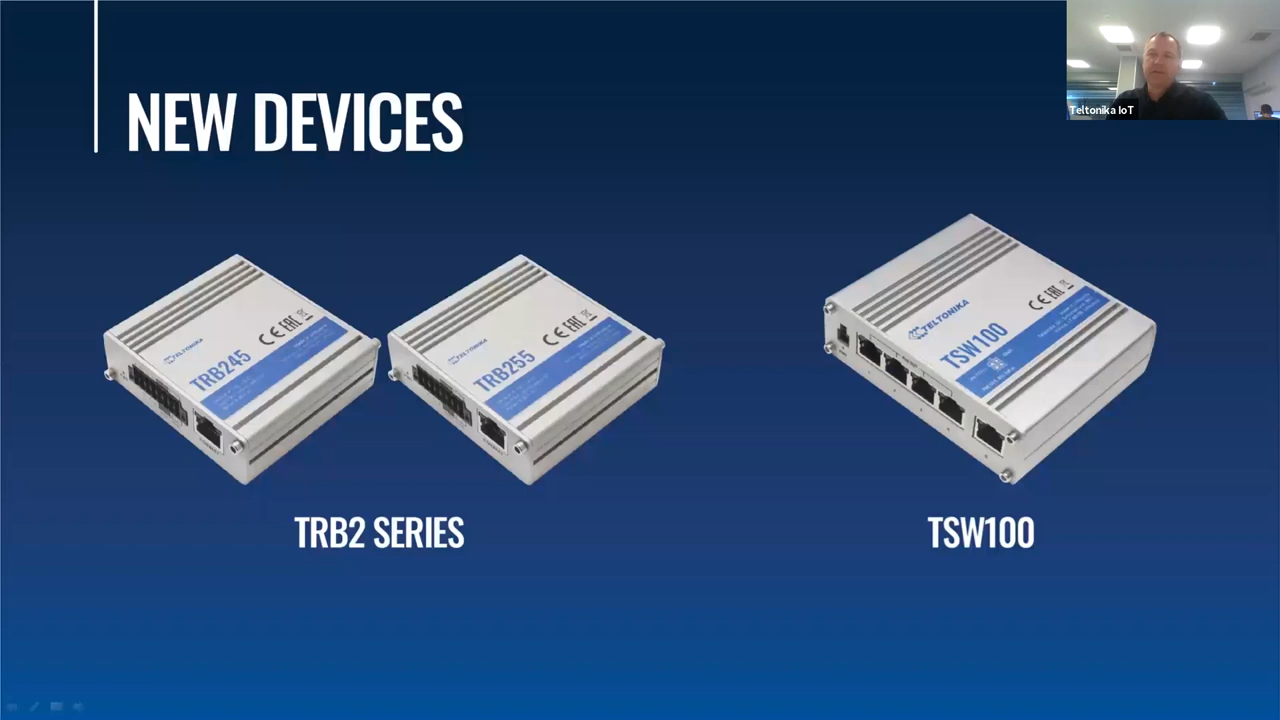 NEW DEVICES
Teltonika IoT
TELTONIKA
TRB245
CE EAC
TELTONIKA
TRB255
CE EAC
TELTONIKA
TSW100
CE EAC
TRB2 SERIES
TSW100